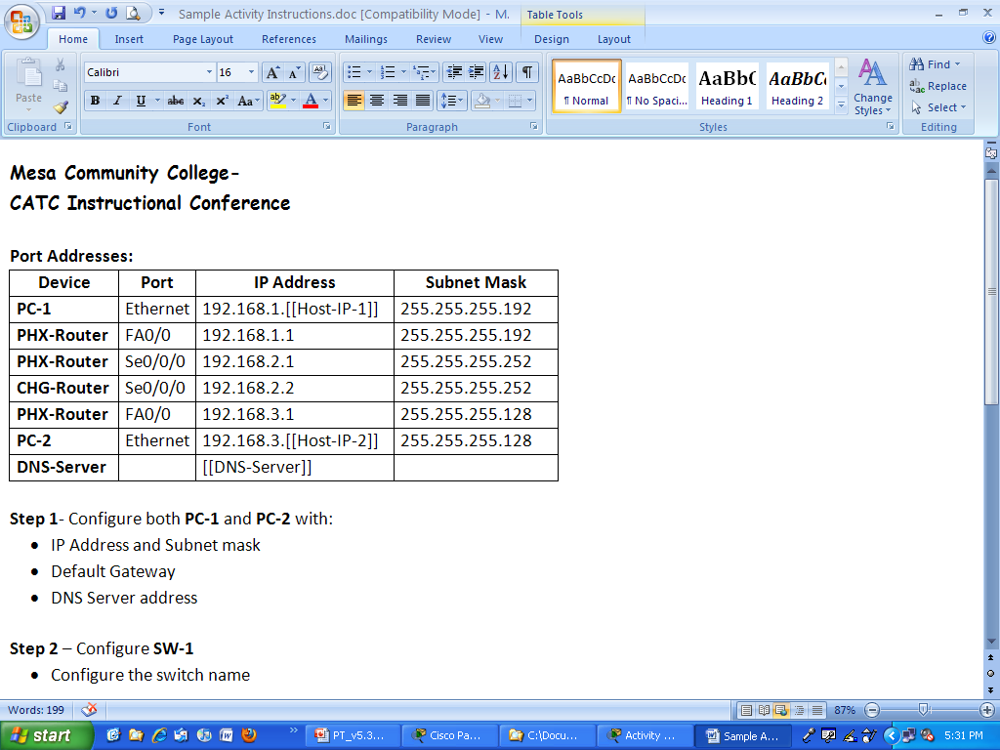 Sample Activity Instructions.doc [Compatibility Mode] - M.
Table Tools
Home Insert Page Layout References Mailings Review View Design Layout
Paste
Clipboard
Calibri 16
B I U abc x₂ x² Aa ab A
Font
Paragraph
AaBbCcDc AaBbCcDc AaBbC AaBbC
¶ Normal ¶ No Spaci... Heading 1 Heading 2
Change Styles
Styles
Find
Replace
Select
Editing
Mesa Community College-
CATC Instructional Conference
Port Addresses:
Device Port IP Address Subnet Mask
PC-1 Ethernet 192.168.1.[[Host-IP-1]] 255.255.255.192
PHX-Router FA0/0 192.168.1.1 255.255.255.192
PHX-Router Se0/0/0 192.168.2.1 255.255.255.252
CHG-Router Se0/0/0 192.168.2.2 255.255.255.252
PHX-Router FA0/0 192.168.3.1 255.255.255.128
PC-2 Ethernet 192.168.3.[[Host-IP-2]] 255.255.255.128
DNS-Server [[DNS-Server]]
Step 1- Configure both PC-1 and PC-2 with:
• IP Address and Subnet mask
• Default Gateway
• DNS Server address
Step 2 – Configure SW-1
• Configure the switch name
Words: 199 87%
start PT_v5.3... Cisco Pa... C:\Docu... Activity ... Sample A... 5:31 PM